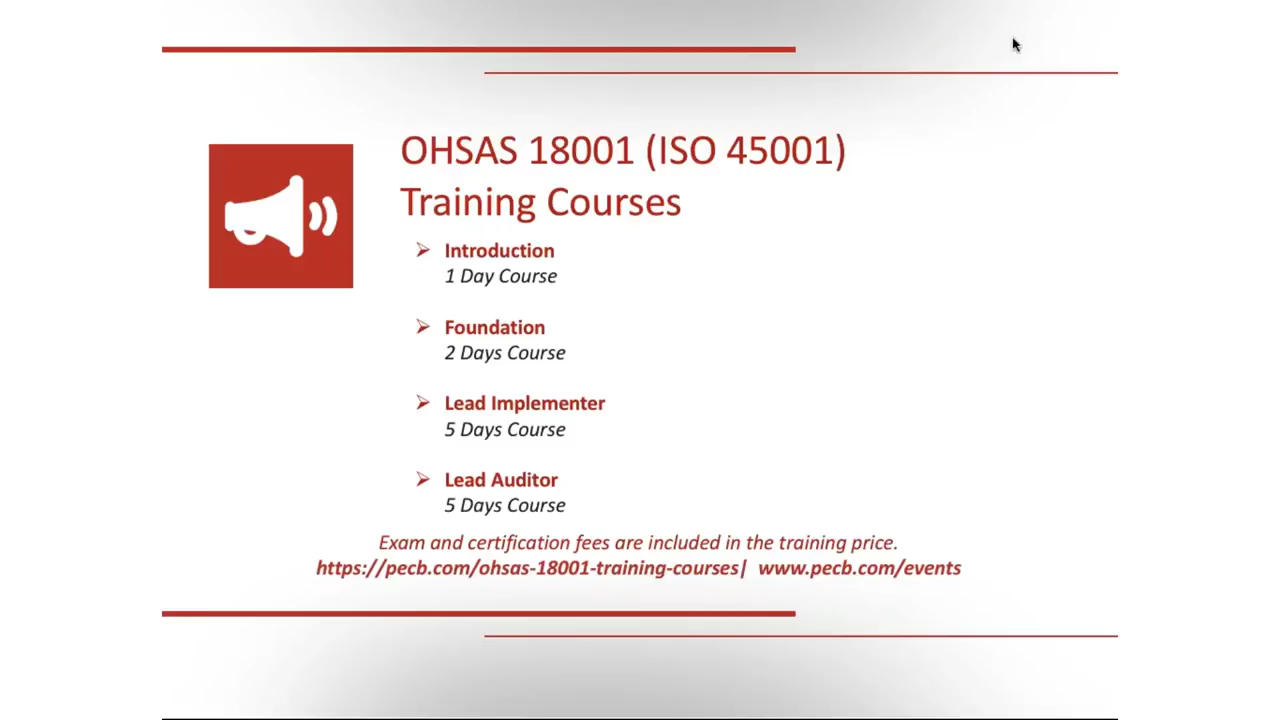 OHSAS 18001 (ISO 45001)
Training Courses
Introduction
1 Day Course
Foundation
2 Days Course
Lead Implementer
5 Days Course
Lead Auditor
5 Days Course
Exam and certification fees are included in the training price.
https://pecb.com/ohsas-18001-training-courses| www.pecb.com/events